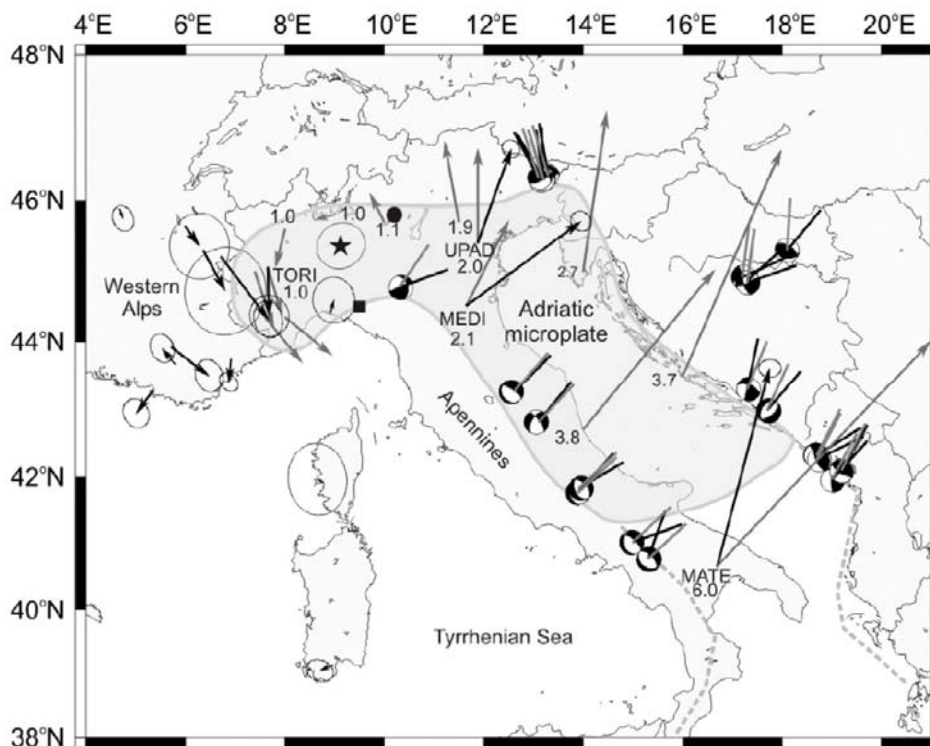 4°E 6°E 8°E 10°E 12°E 14°E 16°E 18°E 20°E
48°N
46°N
44°N
42°N
40°N
38°N
1.0
1.0
1.1
1.9
UPAD
2.0
TORI
1.0
Western
Alps
2.7
MEDI
2.1
Adriatic
microplate
3.7
Apennines
3.8
MATE
6.0
Tyrrhenian Sea